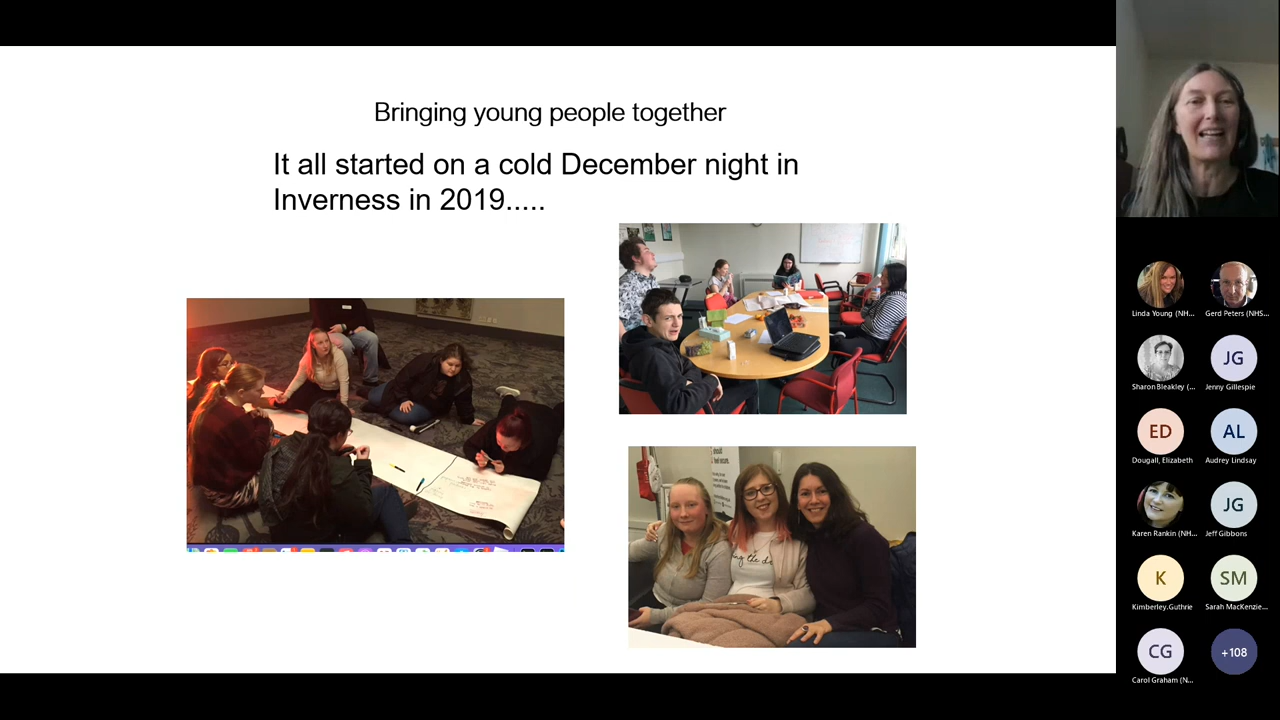 Bringing young people together
It all started on a cold December night in
Inverness in 2019.....
Linda Young (NH...
Gerd Peters (NHS...
Sharon Bleakley (...
JG
Jenny Gillespie
ED
Dougall, Elizabeth
AL
Audrey Lindsay
Karen Rankin (NH...
JG
Jeff Gibbons
K
Kimberley.Guthrie
SM
Sarah MacKenzie...
CG
Carol Graham (N...
+108